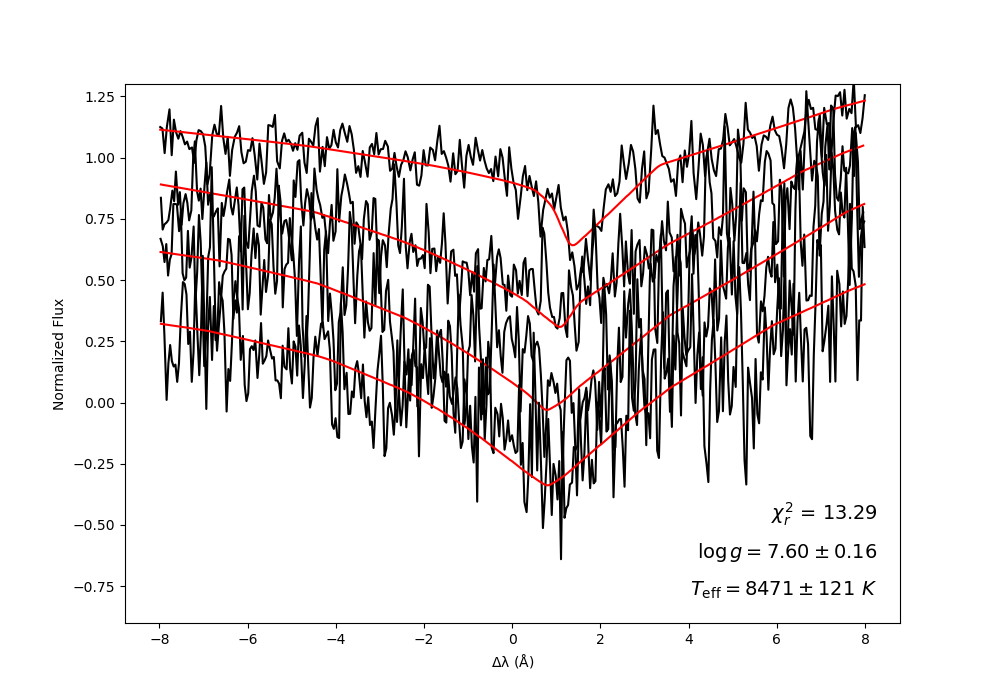 1.25
1.00
0.75
0.50
0.25
0.00
−0.25
−0.50
−0.75
Normalized Flux
χ²ᵣ = 13.29
log g = 7.60 ± 0.16
T_eff = 8471 ± 121 K
−8 −6 −4 −2 0 2 4 6 8
Δλ (Å)